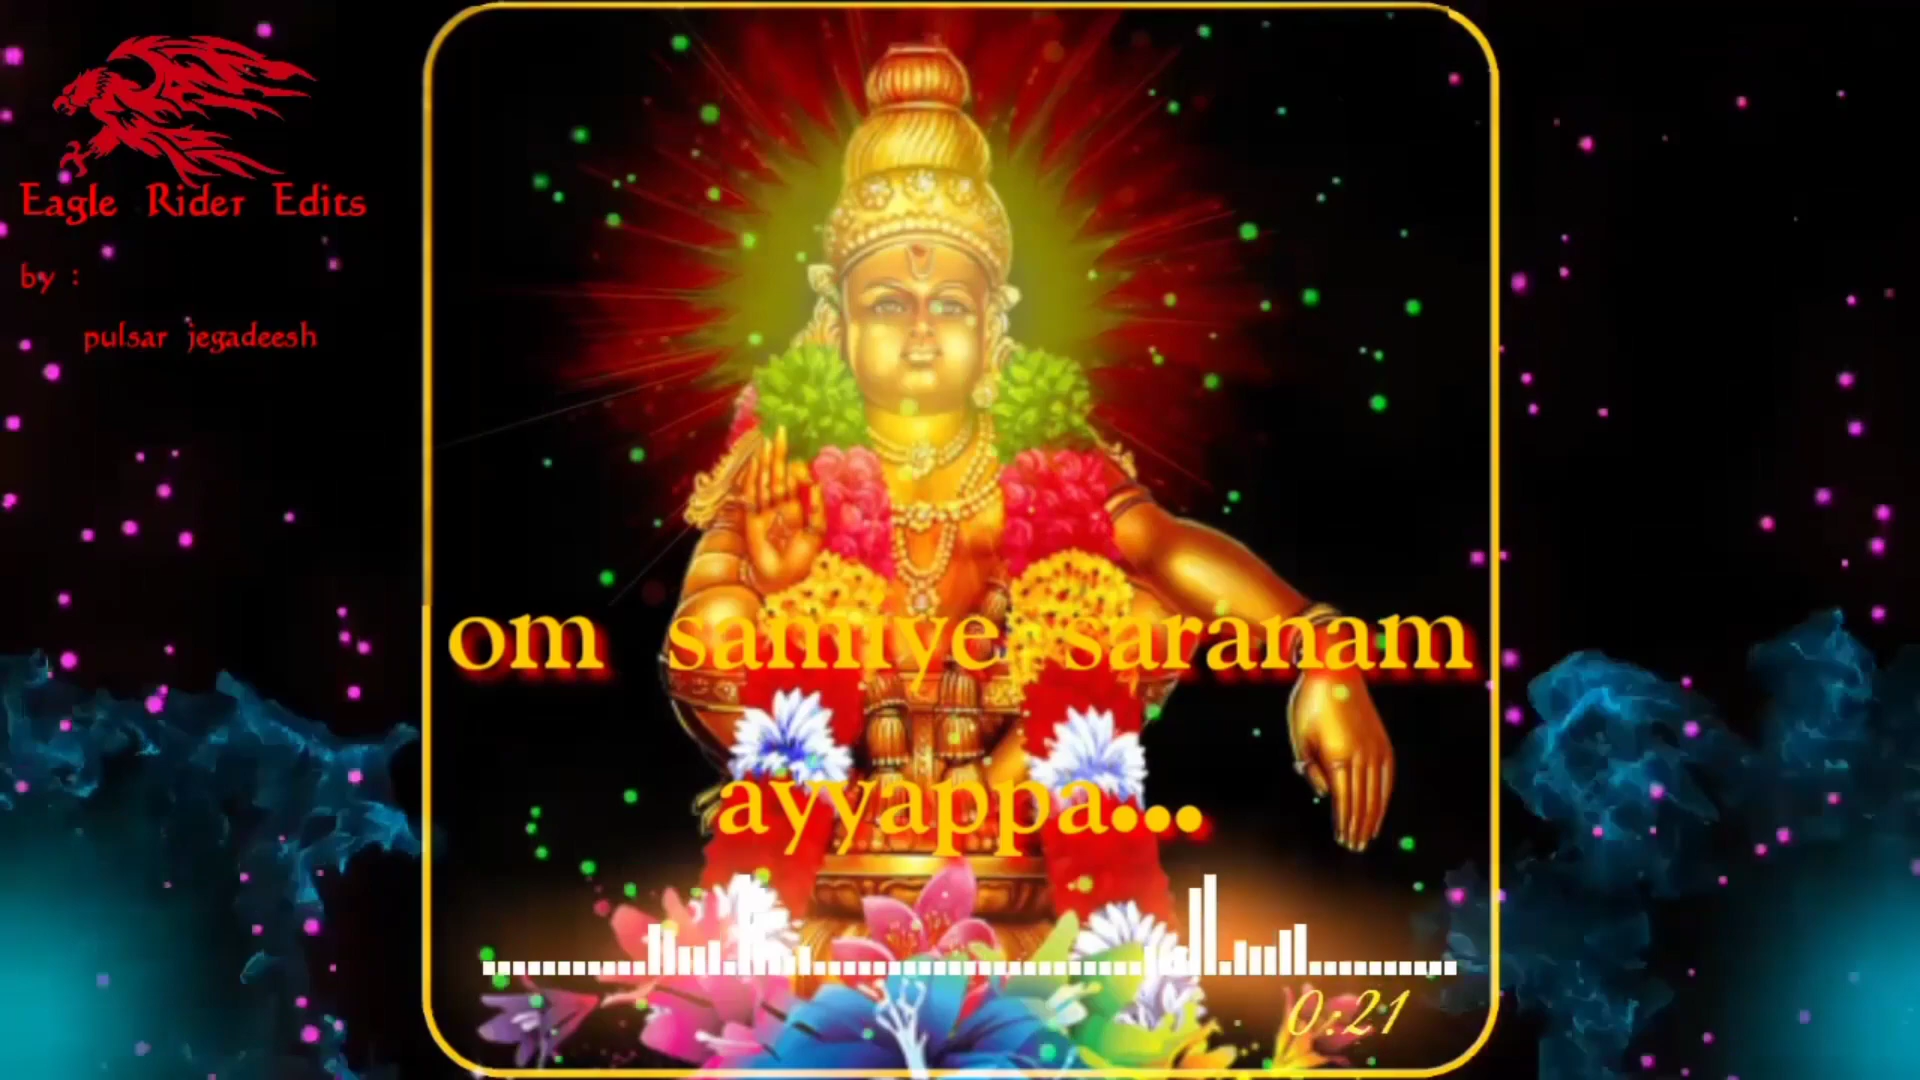 Eagle Rider Edits
by :
pulsar jegadeesh
om samiye saranam
ayyappa...
0:21